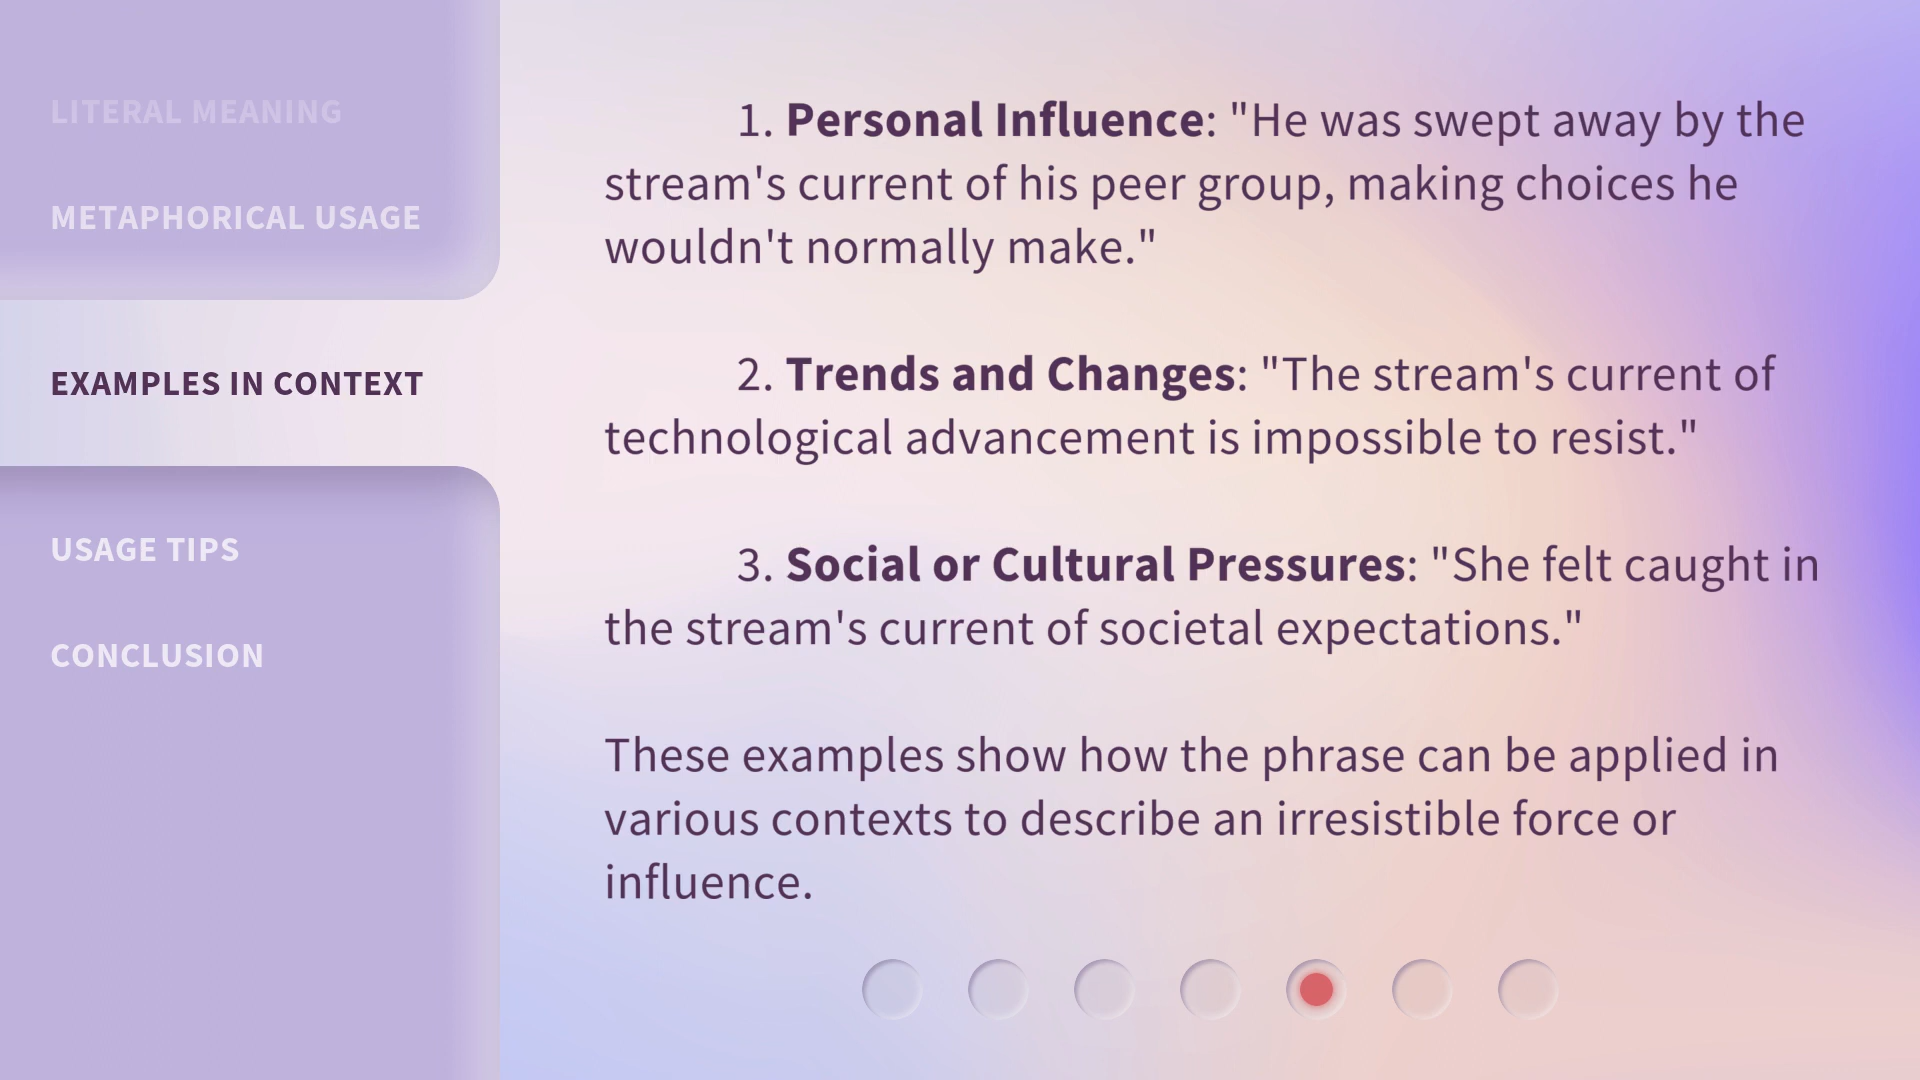 LITERAL MEANING
METAPHORICAL USAGE
EXAMPLES IN CONTEXT
USAGE TIPS
CONCLUSION
1. Personal Influence: "He was swept away by the
stream's current of his peer group, making choices he
wouldn't normally make."
2. Trends and Changes: "The stream's current of
technological advancement is impossible to resist."
3. Social or Cultural Pressures: "She felt caught in
the stream's current of societal expectations."
These examples show how the phrase can be applied in
various contexts to describe an irresistible force or
influence.